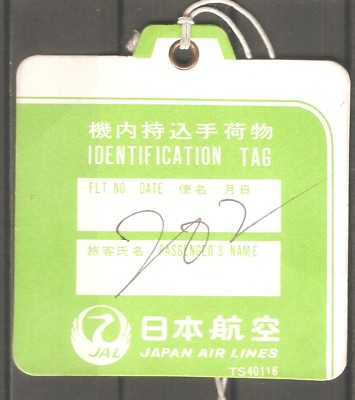 機内持込手荷物
IDENTIFICATION TAG
FLT NO. DATE 便名 月日
202
旅客氏名 PASSENGER'S NAME
JAL
日本航空
JAPAN AIR LINES
TS40116